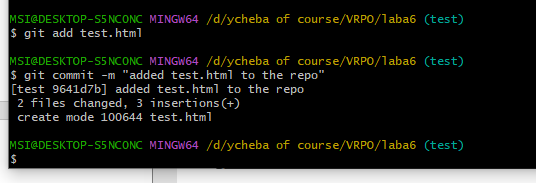 MSI@DESKTOP-S5NCONC MINGW64 /d/ycheba of course/VRPO/laba6 (test)
$ git add test.html
MSI@DESKTOP-S5NCONC MINGW64 /d/ycheba of course/VRPO/laba6 (test)
$ git commit -m "added test.html to the repo"
[test 9641d7b] added test.html to the repo
 2 files changed, 3 insertions(+)
 create mode 100644 test.html
MSI@DESKTOP-S5NCONC MINGW64 /d/ycheba of course/VRPO/laba6 (test)
$